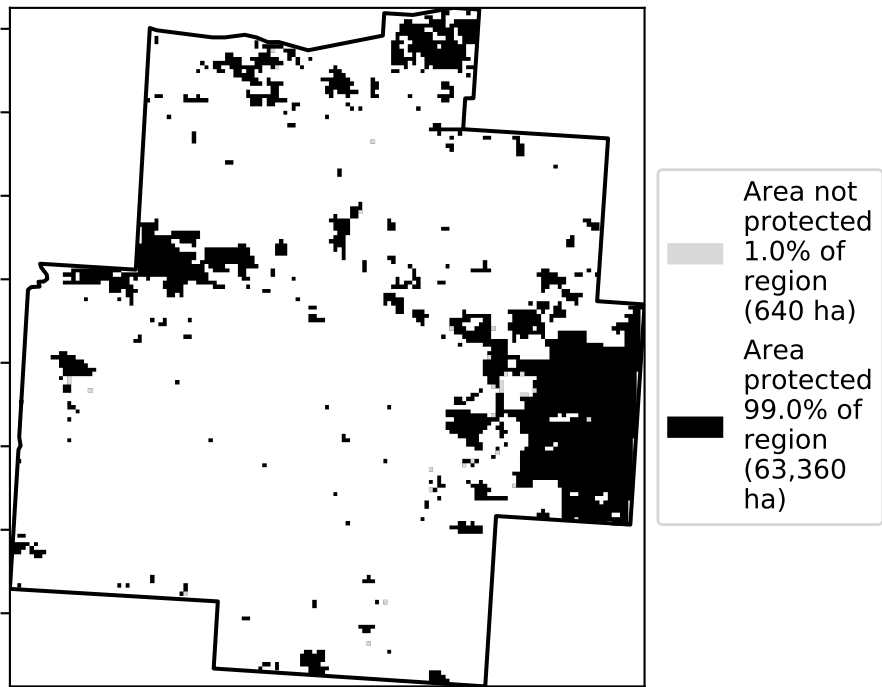 Area not
protected
1.0% of
region
(640 ha)
Area
protected
99.0% of
region
(63,360
ha)